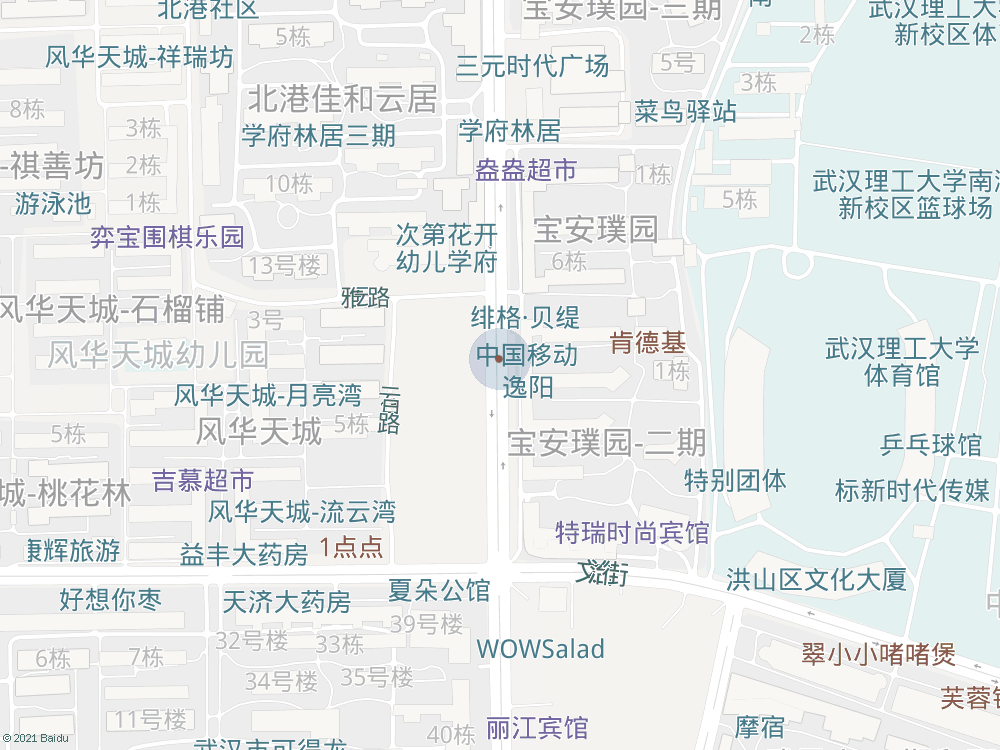 北港社区
宝安璞园-三期
南
武汉理工大
新校区体
5栋
2栋
风华天城-祥瑞坊
三元时代广场
5号
3栋
北港佳和云居
8栋
菜鸟驿站
3栋
学府林居三期
学府林居
-祺善坊
2栋
盎盎超市
1栋
10栋
武汉理工大学南湖
新校区篮球场
游泳池
1栋
5栋
弈宝围棋乐园
次第花开
幼儿学府
宝安璞园
6栋
13号楼
雅路
风华天城-石榴铺
3号
绯格·贝缇
肯德基
风华天城幼儿园
中国移动
武汉理工大学
体育馆
1栋
逸阳
风华天城-月亮湾
路
5栋
风华天城
5栋
宝安璞园-二期
乒乓球馆
吉慕超市
特别团体
城-桃花林
标新时代传媒
风华天城-流云湾
特瑞时尚宾馆
康辉旅游
益丰大药房
1点点
街
洪山区文化大厦
好想你枣
天济大药房
夏朵公馆
中
39号楼
32号楼
33栋
6栋
7栋
WOWSalad
翠小小啫啫煲
34号楼
35号楼
芙蓉锦
11号楼
丽江宾馆
摩宿
40栋
武汉市可得龙
© 2021 Baidu